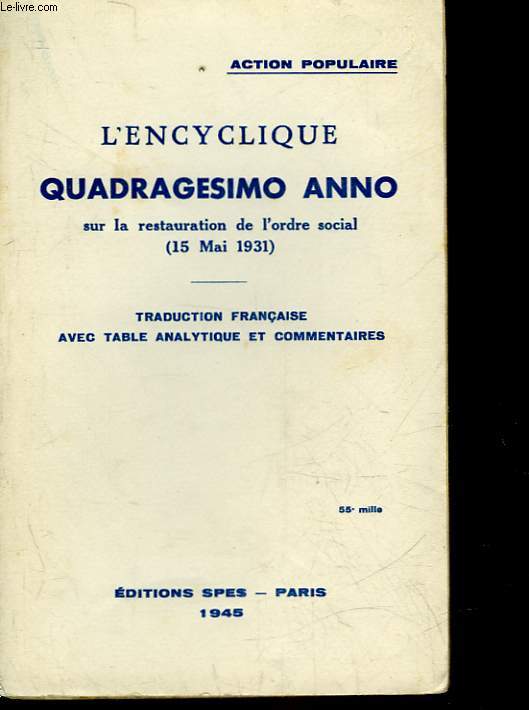 Le-livre.com
ACTION POPULAIRE
L'ENCYCLIQUE
QUADRAGESIMO ANNO
sur la restauration de l'ordre social
(15 Mai 1931)
TRADUCTION FRANÇAISE
AVEC TABLE ANALYTIQUE ET COMMENTAIRES
55e mille
ÉDITIONS SPES — PARIS
1945